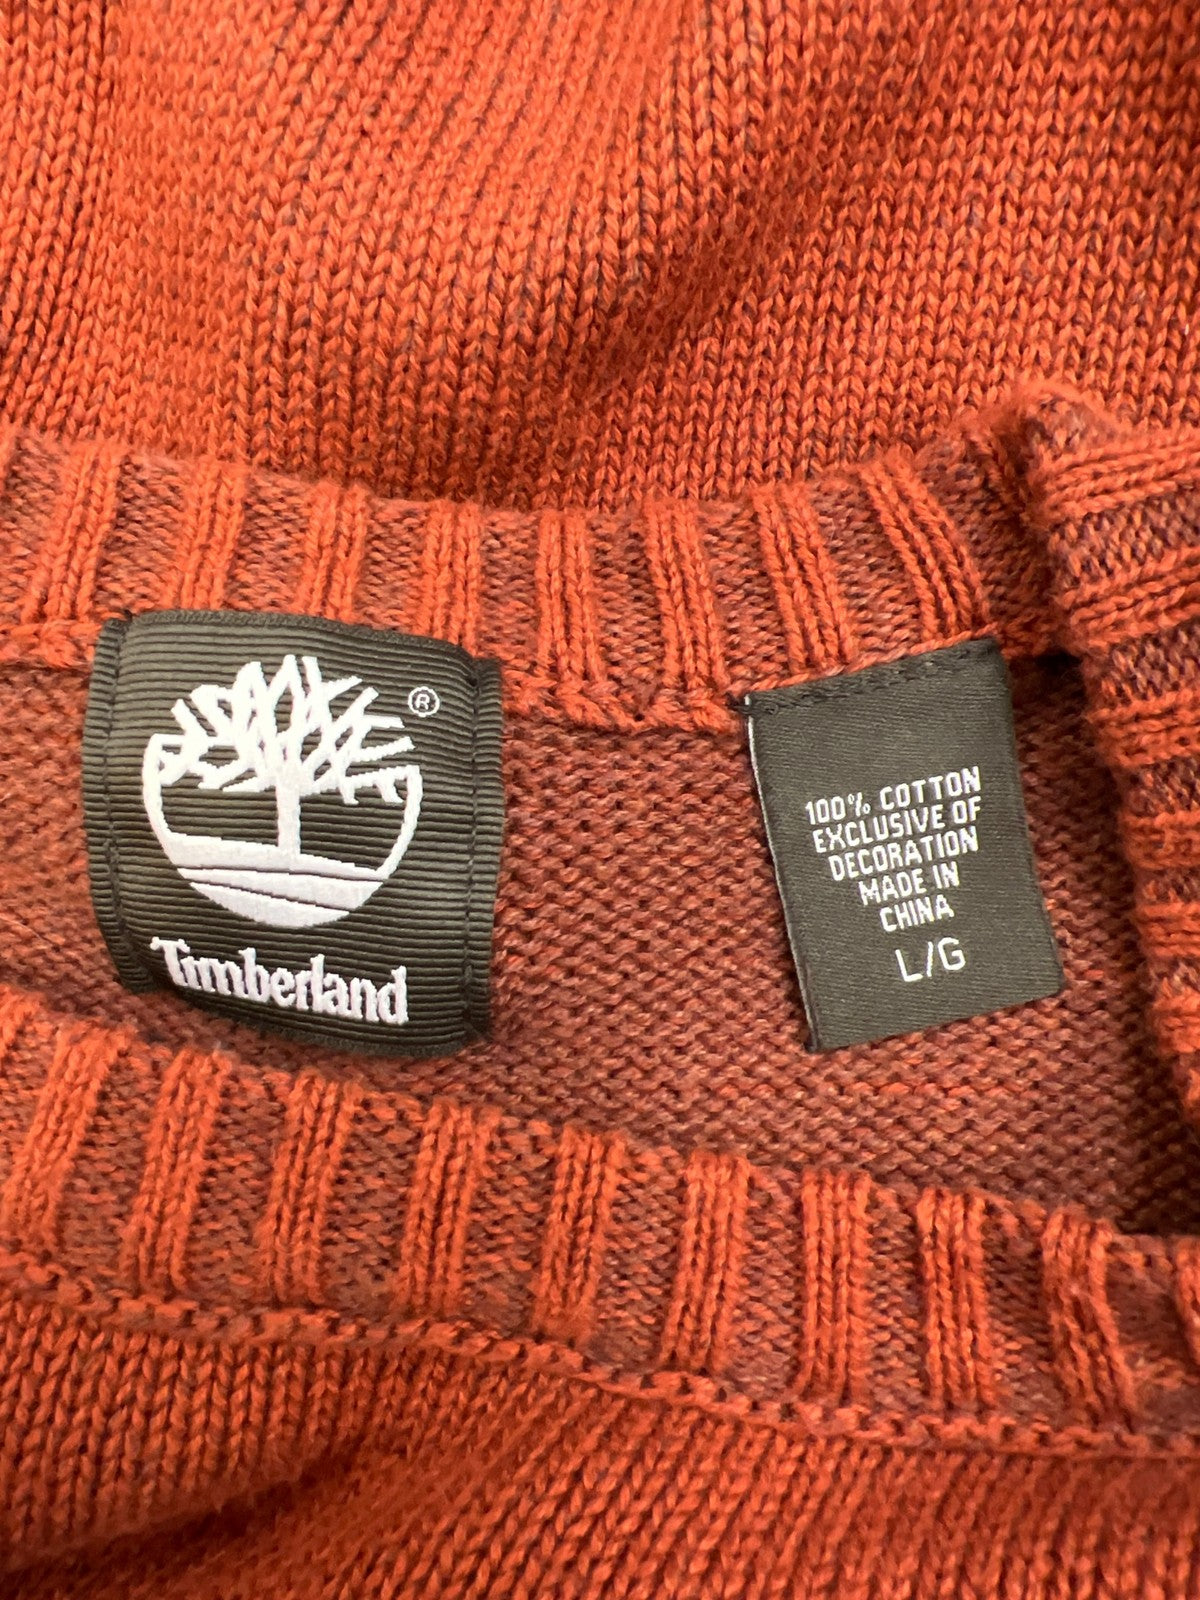 ®
Timberland
100% COTTON
EXCLUSIVE OF
DECORATION
MADE IN
CHINA
L/G